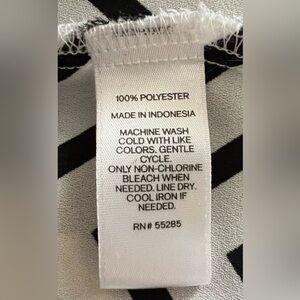 100% POLYESTER
MADE IN INDONESIA
MACHINE WASH
COLD WITH LIKE
COLORS. GENTLE
CYCLE.
ONLY NON-CHLORINE
BLEACH WHEN
NEEDED. LINE DRY.
COOL IRON IF
NEEDED.
RN# 55285